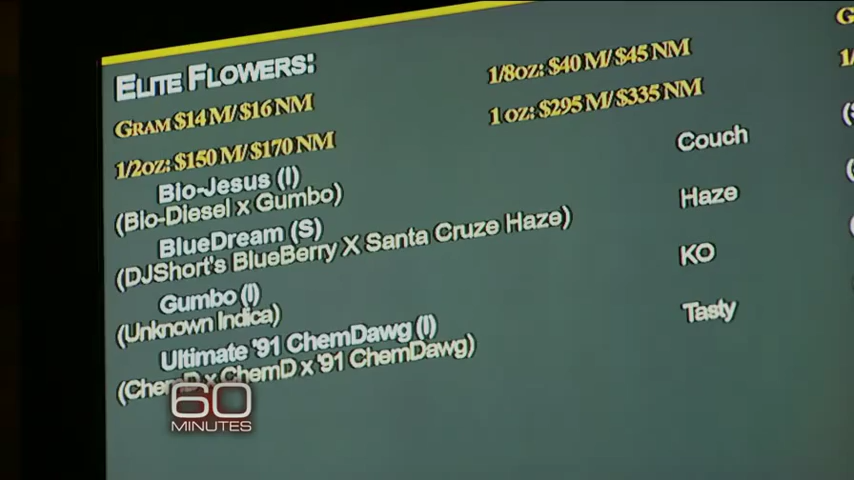 ELITE FLOWERS:
GRAM $14 M/ $16 NM
1/8oz: $40 M/ $45 NM
1/2oz: $150 M/ $170 NM
1 oz: $295 M/ $335 NM
Bio-Jesus (I)
Couch
(Bio-Diesel x Gumbo)
BlueDream (S)
Haze
(DJShort's BlueBerry X Santa Cruze Haze)
Gumbo (I)
KO
(Unknown Indica)
Ultimate '91 ChemDawg (I)
Tasty
(ChemD x ChemD x '91 ChemDawg)
60
MINUTES